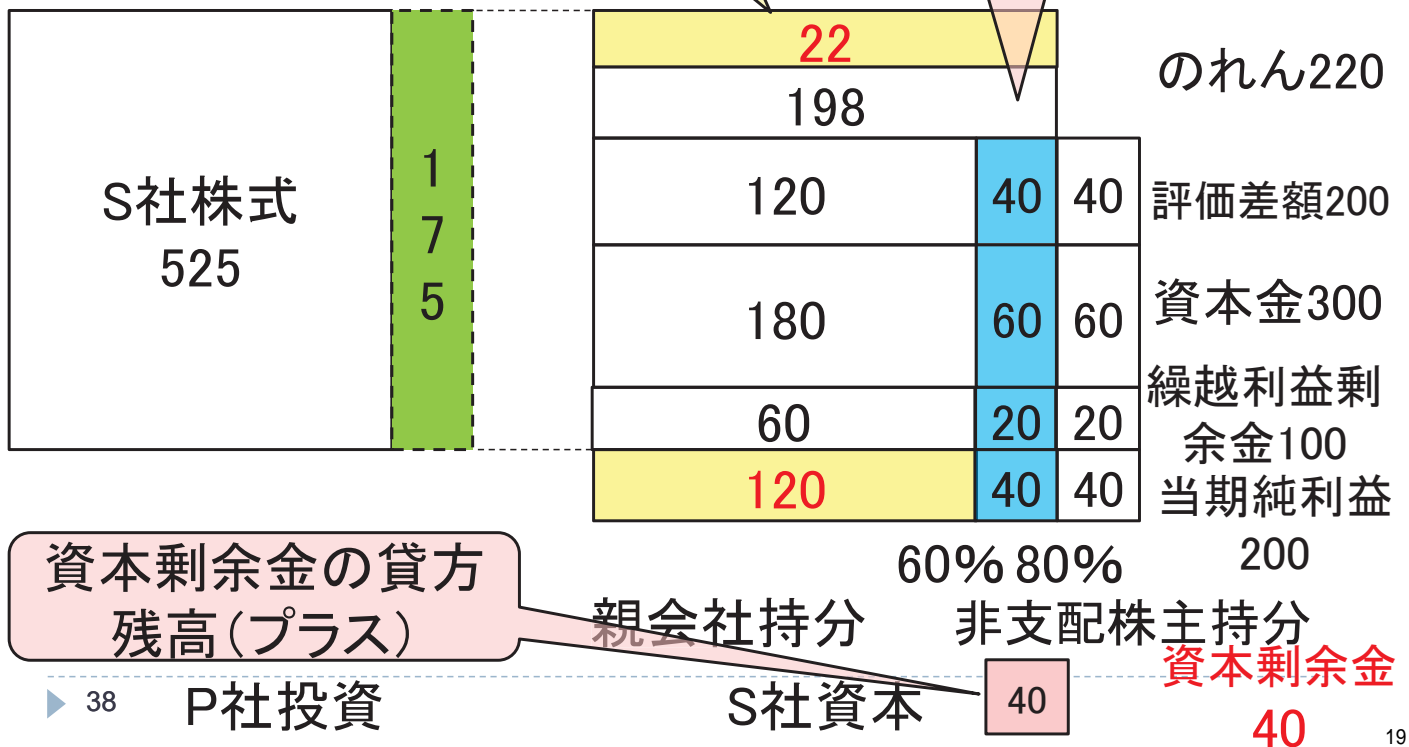 22
のれん220
198
S社株式
525
1
7
5
120
40
40
評価差額200
180
60
60
資本金300
60
20
20
繰越利益剰
余金100
120
40
40
当期純利益
200
60%
80%
資本剰余金の貸方
残高(プラス)
親会社持分
非支配株主持分
38
P社投資
S社資本
40
資本剰余金
40
19